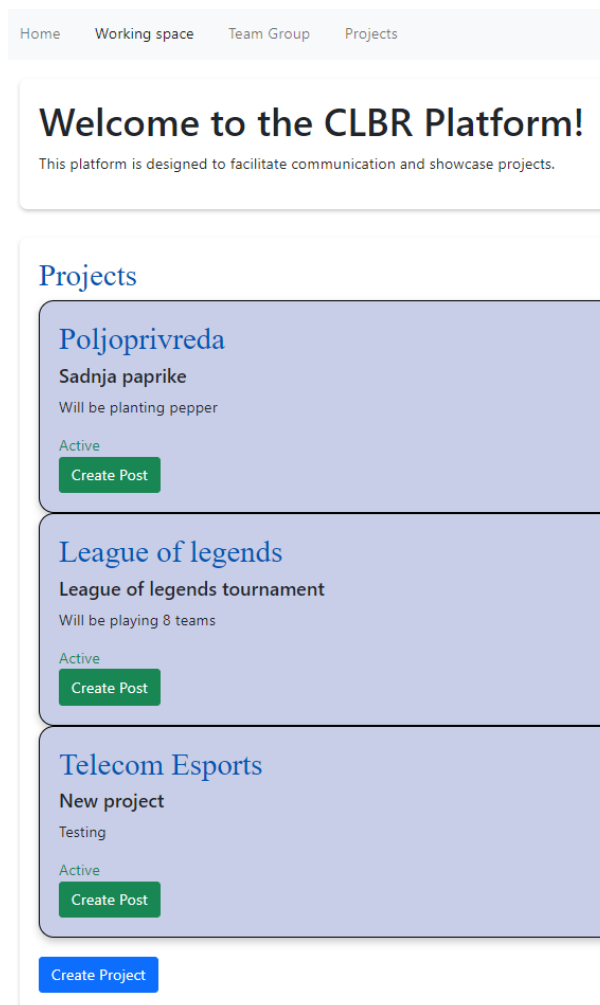 Home Working space Team Group Projects
Welcome to the CLBR Platform!
This platform is designed to facilitate communication and showcase projects.
Projects
Poljoprivreda
Sadnja paprike
Will be planting pepper
Active
Create Post
League of legends
League of legends tournament
Will be playing 8 teams
Active
Create Post
Telecom Esports
New project
Testing
Active
Create Post
Create Project